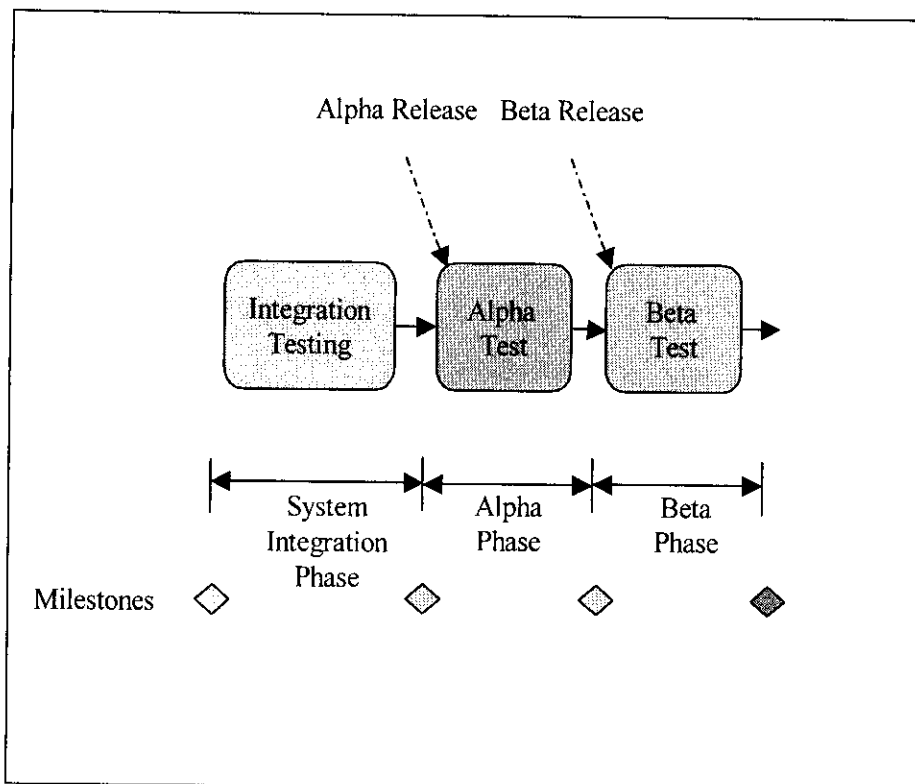 Alpha Release Beta Release
Integration
Testing
Alpha
Test
Beta
Test
System
Integration
Phase
Alpha
Phase
Beta
Phase
Milestones